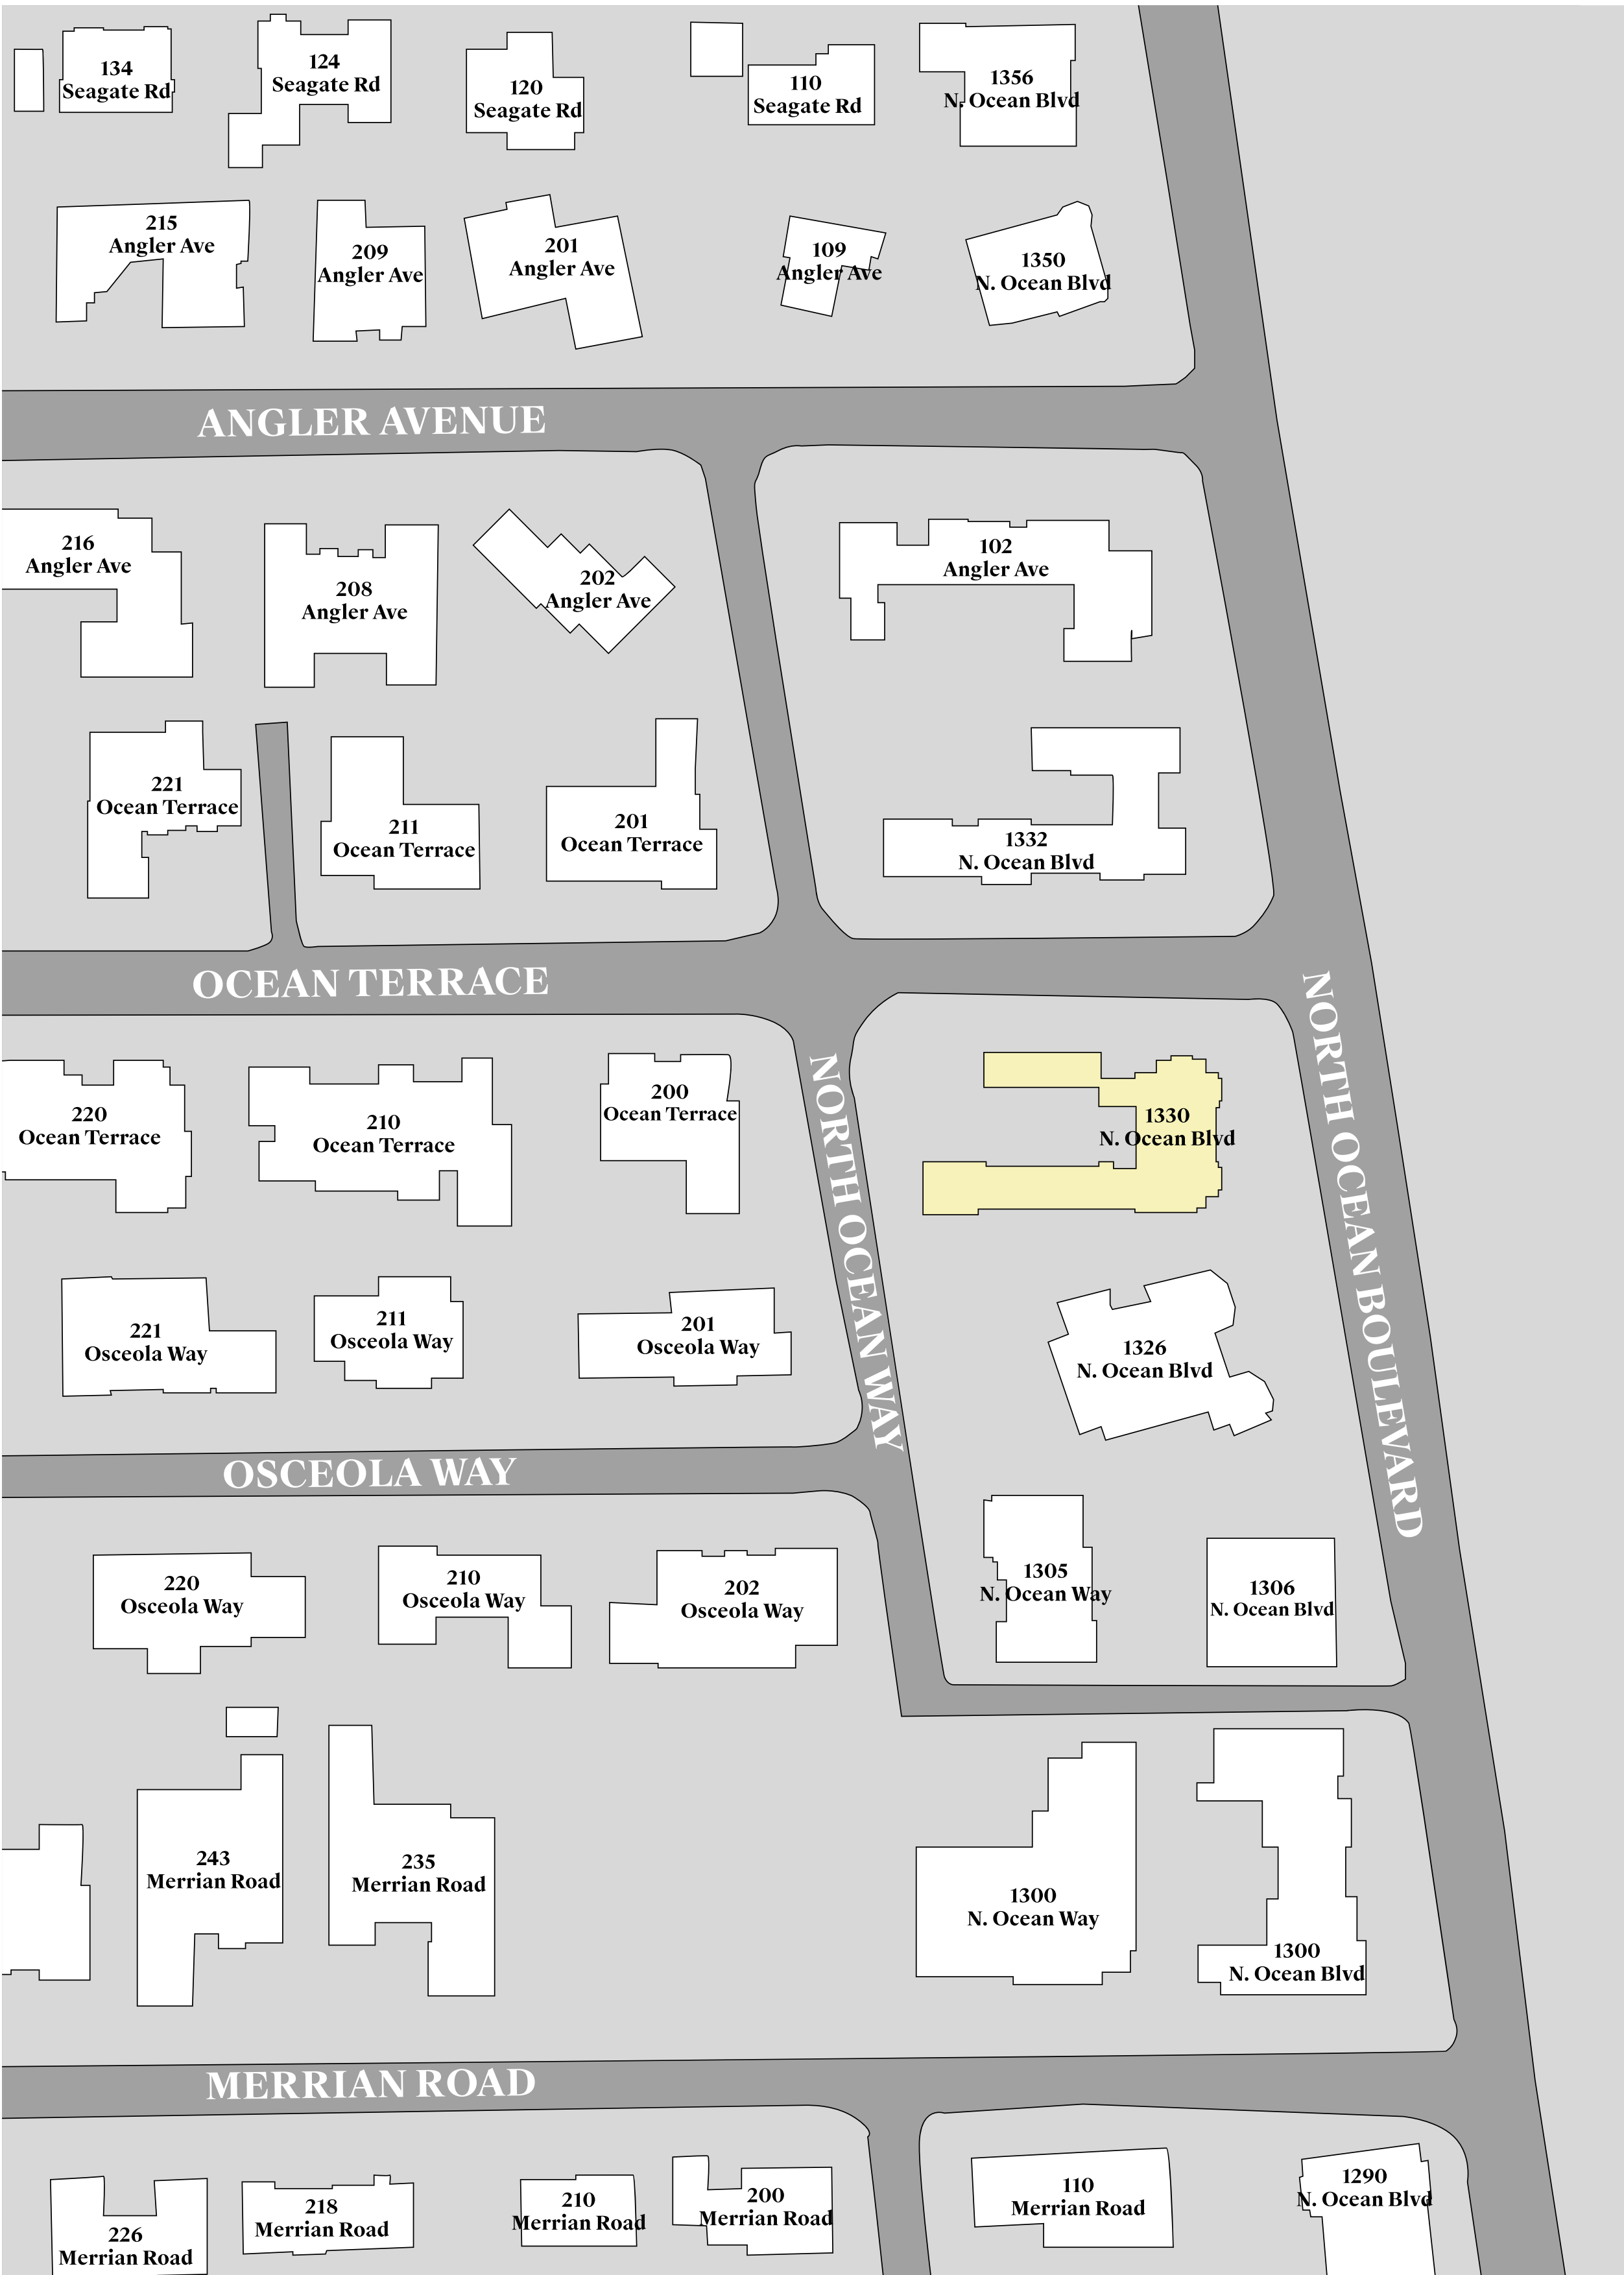 134
Seagate Rd
124
Seagate Rd
120
Seagate Rd
110
Seagate Rd
1356
N. Ocean Blvd
215
Angler Ave
209
Angler Ave
201
Angler Ave
109
Angler Ave
1350
N. Ocean Blvd
ANGLER AVENUE
216
Angler Ave
208
Angler Ave
202
Angler Ave
102
Angler Ave
221
Ocean Terrace
211
Ocean Terrace
201
Ocean Terrace
1332
N. Ocean Blvd
OCEAN TERRACE
NORTH OCEAN BOULEVARD
NORTH OCEAN WAY
220
Ocean Terrace
210
Ocean Terrace
200
Ocean Terrace
1330
N. Ocean Blvd
221
Osceola Way
211
Osceola Way
201
Osceola Way
1326
N. Ocean Blvd
OSCEOLA WAY
220
Osceola Way
210
Osceola Way
202
Osceola Way
1305
N. Ocean Way
1306
N. Ocean Blvd
243
Merrian Road
235
Merrian Road
1300
N. Ocean Way
1300
N. Ocean Blvd
MERRIAN ROAD
226
Merrian Road
218
Merrian Road
210
Merrian Road
200
Merrian Road
110
Merrian Road
1290
N. Ocean Blvd